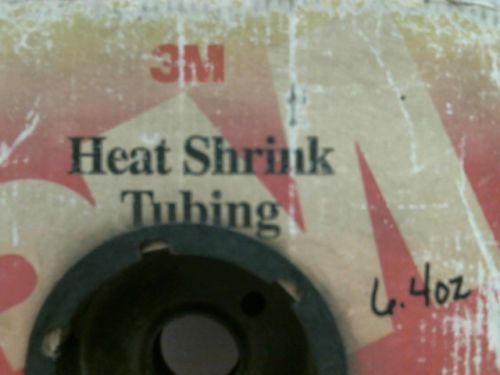 3M
Heat Shrink
Tubing
6.4oz